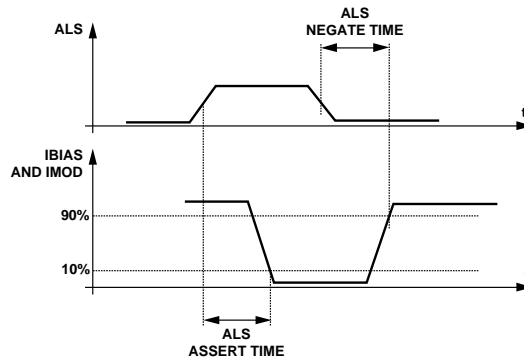 ALS
NEGATE TIME
ALS
t
IBIAS
AND IMOD
90%
10%
ALS
ASSERT TIME